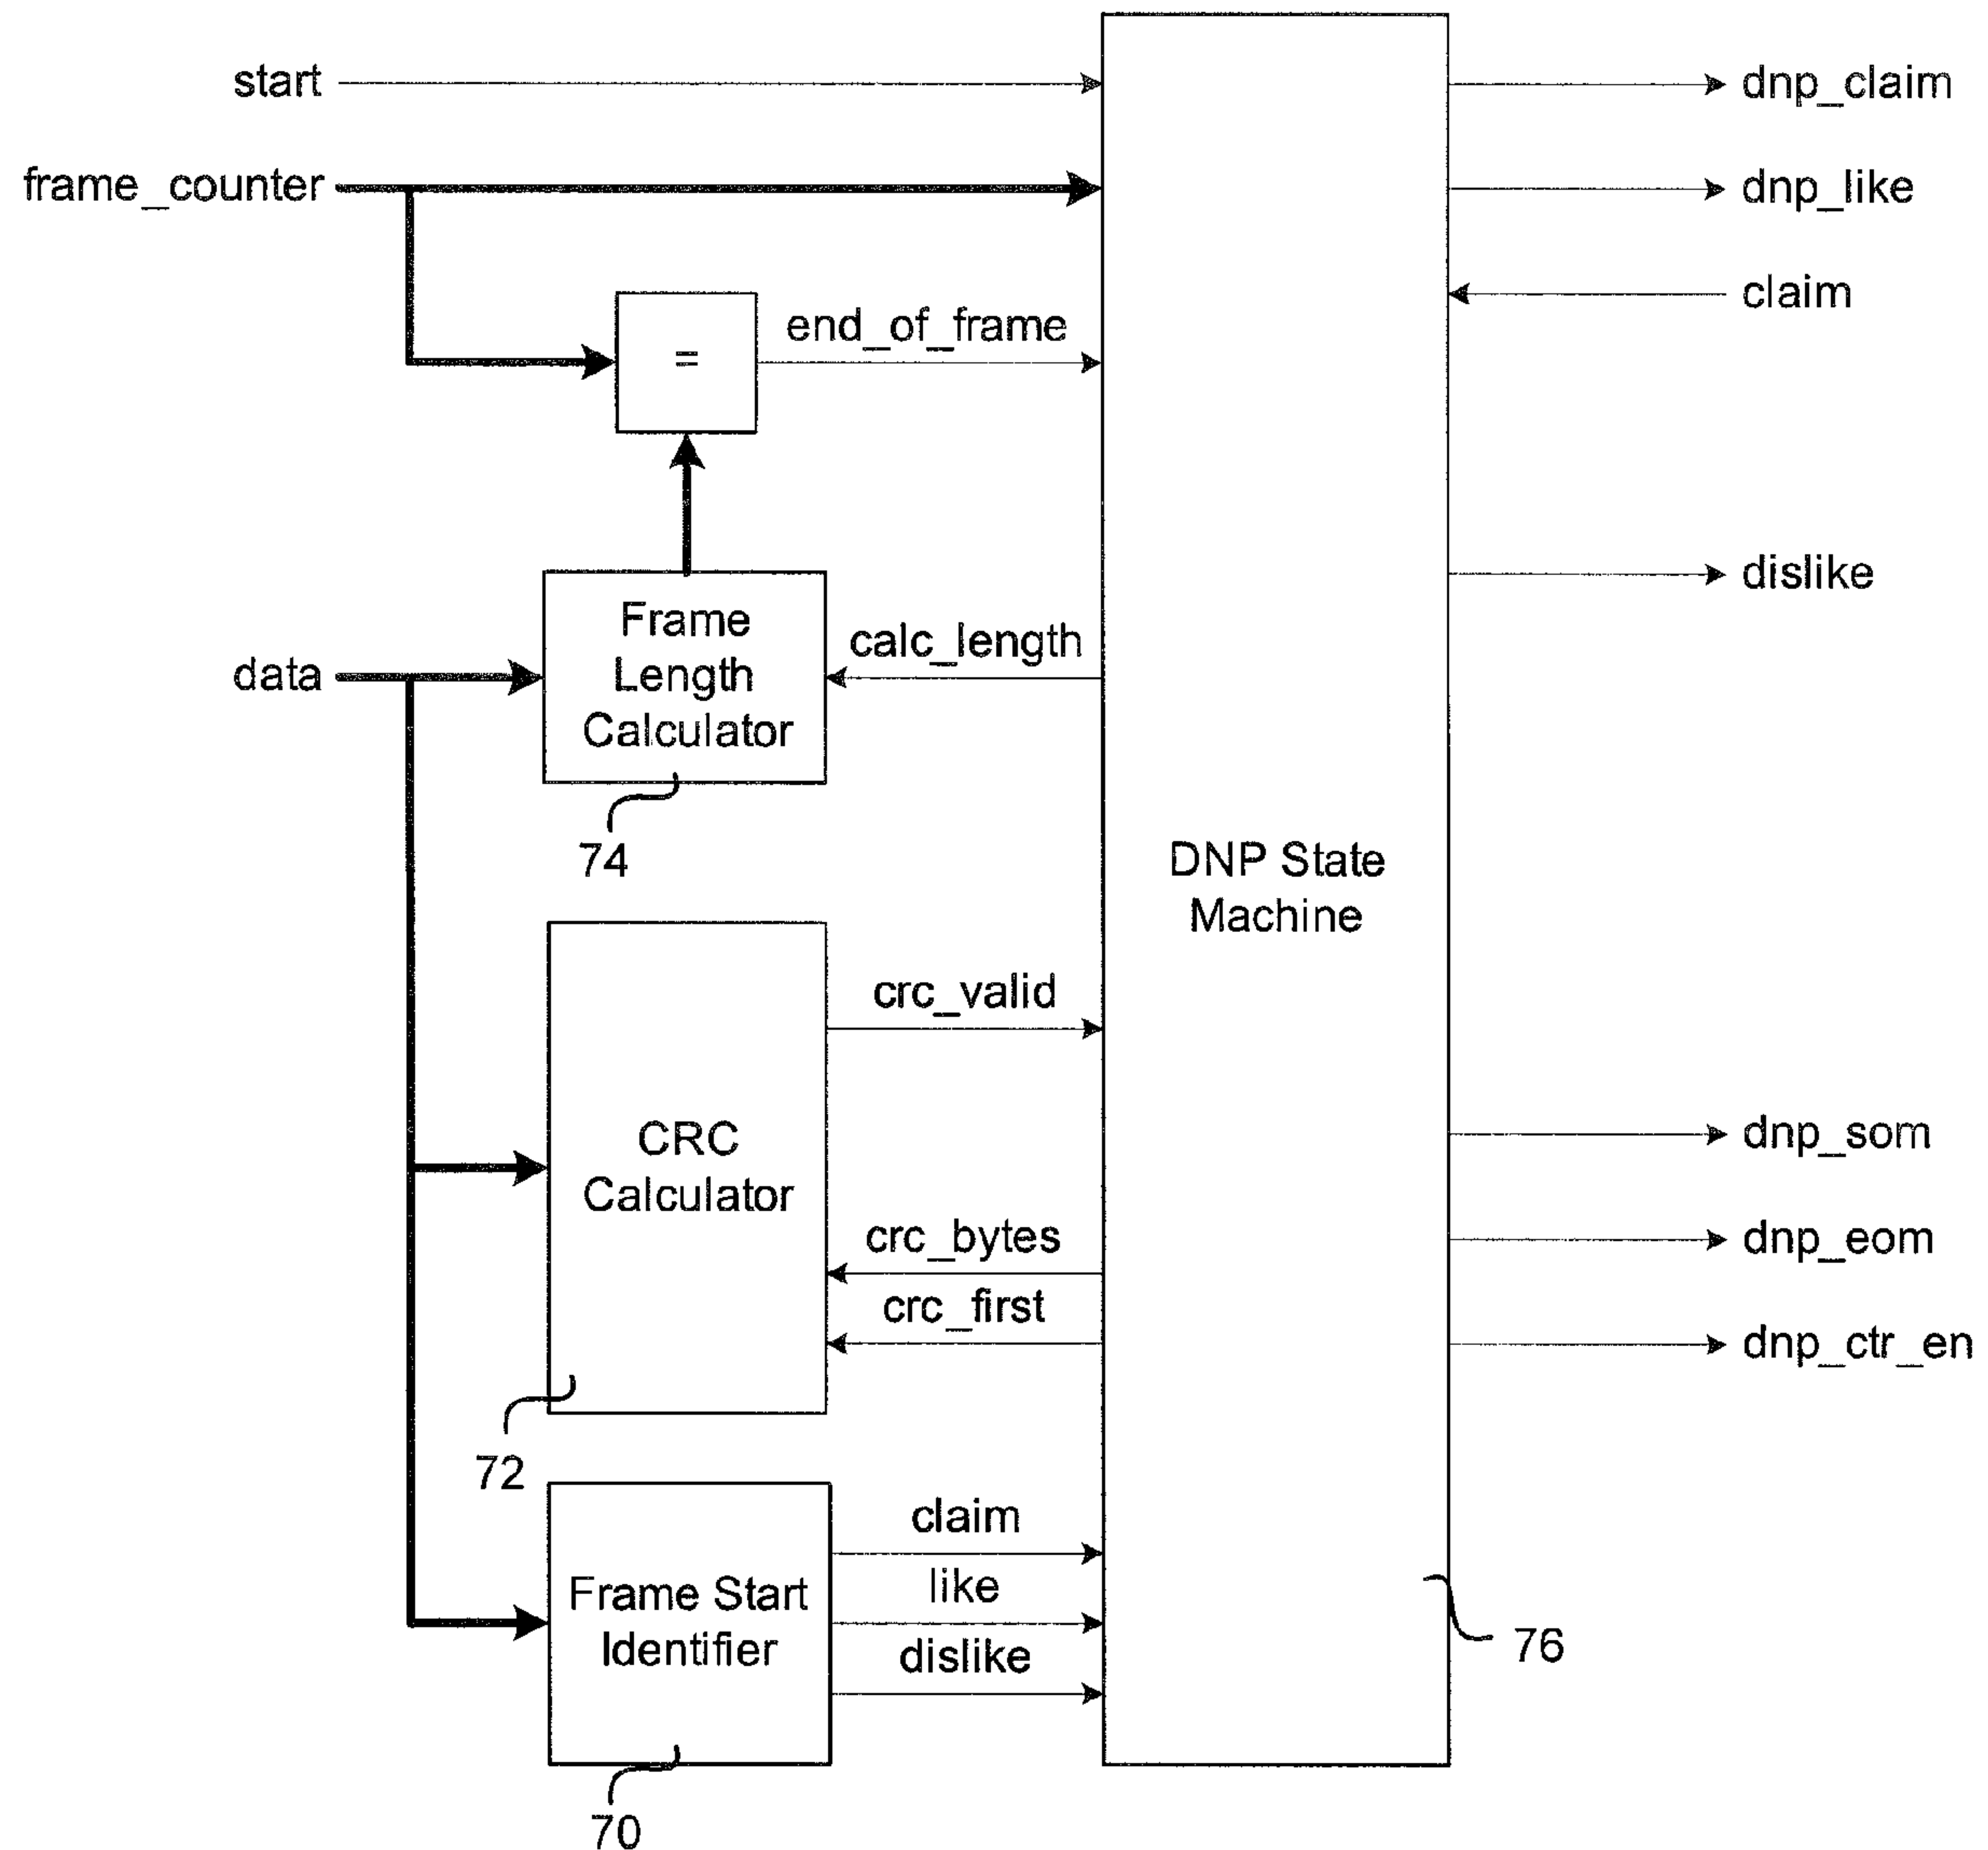 start
dnp_claim
frame_counter
dnp_like
claim
end_of_frame
=
dislike
Frame
Length
Calculator
calc_length
data
74
DNP State
Machine
crc_valid
CRC
Calculator
dnp_som
crc_bytes
dnp_eom
crc_first
dnp_ctr_en
72
claim
like
dislike
Frame Start
Identifier
76
70